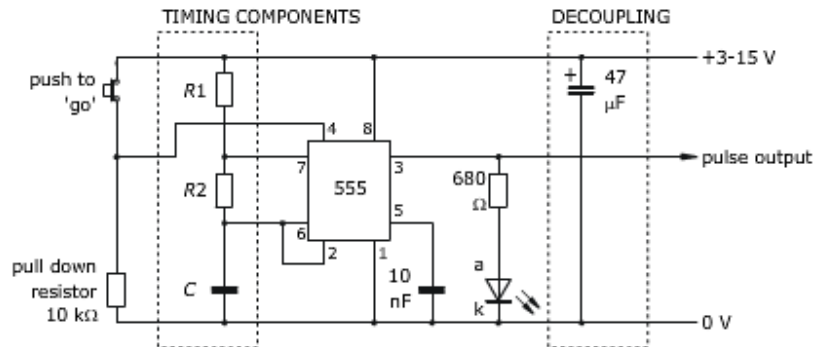 TIMING COMPONENTS
DECOUPLING
+3-15 V
push to
'go'
R1
+
47
μF
4
8
7
3
pulse output
555
R2
680
Ω
6
5
2
1
pull down
resistor
10 kΩ
C
10
nF
a
k
0 V